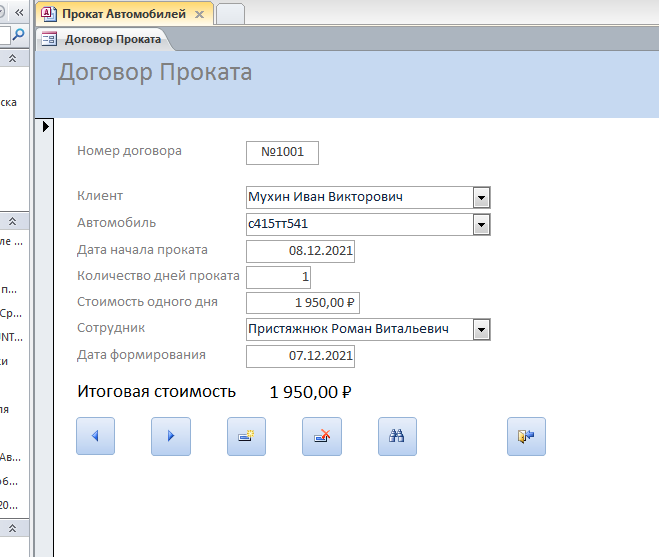 Прокат Автомобилей
Договор Проката
Договор Проката
ска
Номер договора №1001
Клиент Мухин Иван Викторович
Автомобиль с415тт541
ле ...
Дата начала проката 08.12.2021
Количество дней проката 1
п...
Стоимость одного дня 1 950,00 ₽
Ср...
Сотрудник Пристяжнюк Роман Витальевич
UNT...
Дата формирования 07.12.2021
ки
Итоговая стоимость 1 950,00 ₽
ля
Ав...
об...
20...